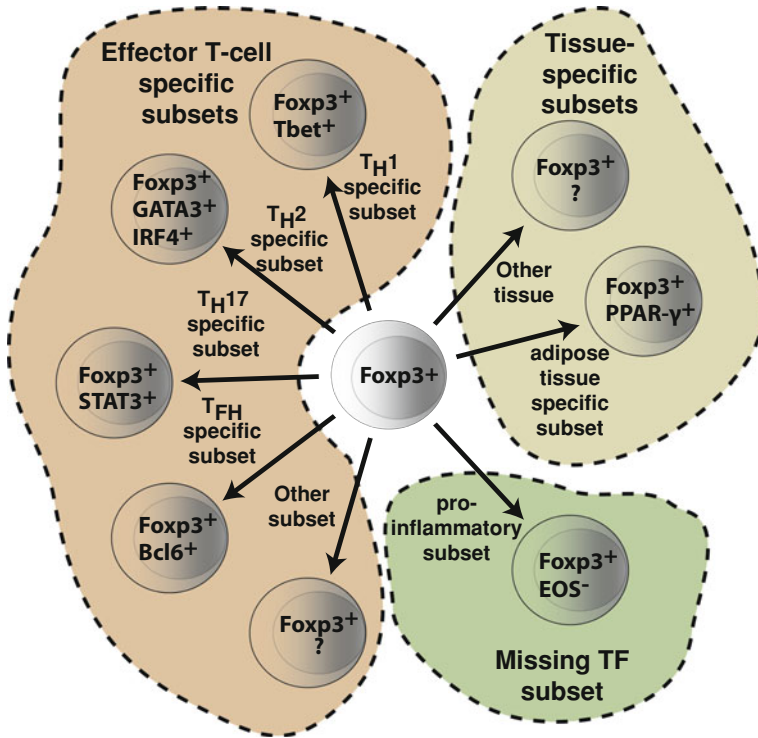 Effector T-cell
specific
subsets
Foxp3+
Tbet+
TH1
specific
subset
Foxp3+
GATA3+
IRF4+
TH2
specific
subset
TH17
specific
subset
Foxp3+
STAT3+
TFH
specific
subset
Foxp3+
Bcl6+
Other
subset
Foxp3+
?
Foxp3+
Tissue-
specific
subsets
Foxp3+
?
Other
tissue
Foxp3+
PPAR-γ+
adipose
tissue
specific
subset
pro-
inflammatory
subset
Foxp3+
EOS-
Missing TF
subset